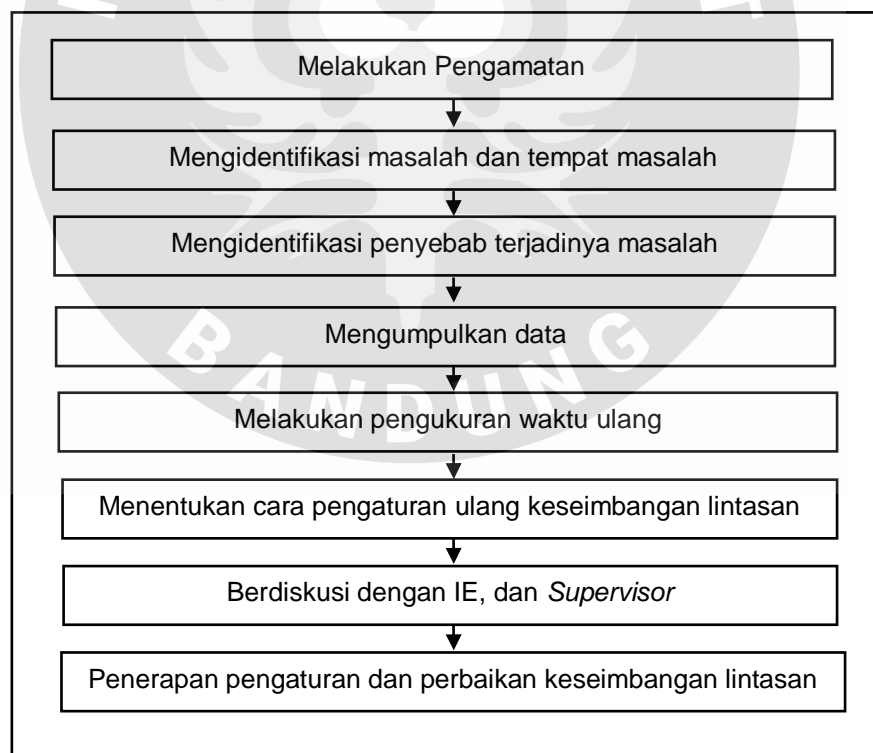 Melakukan Pengamatan
Mengidentifikasi masalah dan tempat masalah
Mengidentifikasi penyebab terjadinya masalah
Mengumpulkan data
BANDUNG
Melakukan pengukuran waktu ulang
Menentukan cara pengaturan ulang keseimbangan lintasan
Berdiskusi dengan IE, dan Supervisor
Penerapan pengaturan dan perbaikan keseimbangan lintasan